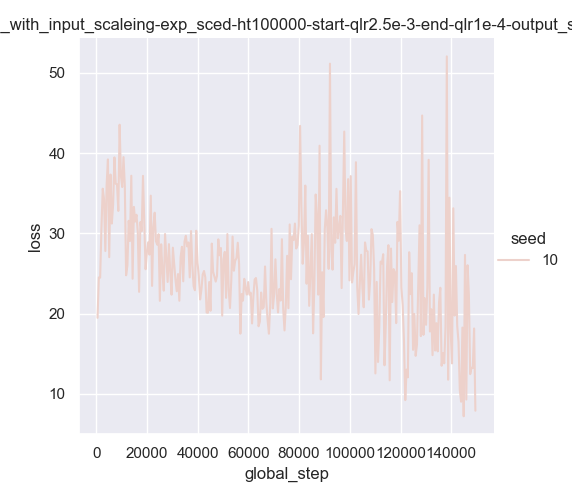 _with_input_scaleing-exp_sced-ht100000-start-qlr2.5e-3-end-qlr1e-4-output_s
50
40
30
20
10
loss
seed
10
0 20000 40000 60000 80000 100000 120000 140000
global_step